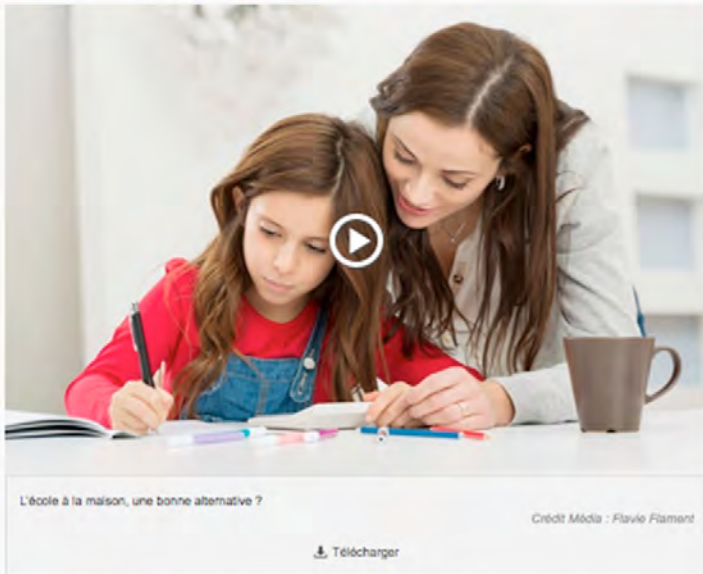 L'école à la maison, une bonne alternative ?
Crédit Média : Flavie Flament
Télécharger